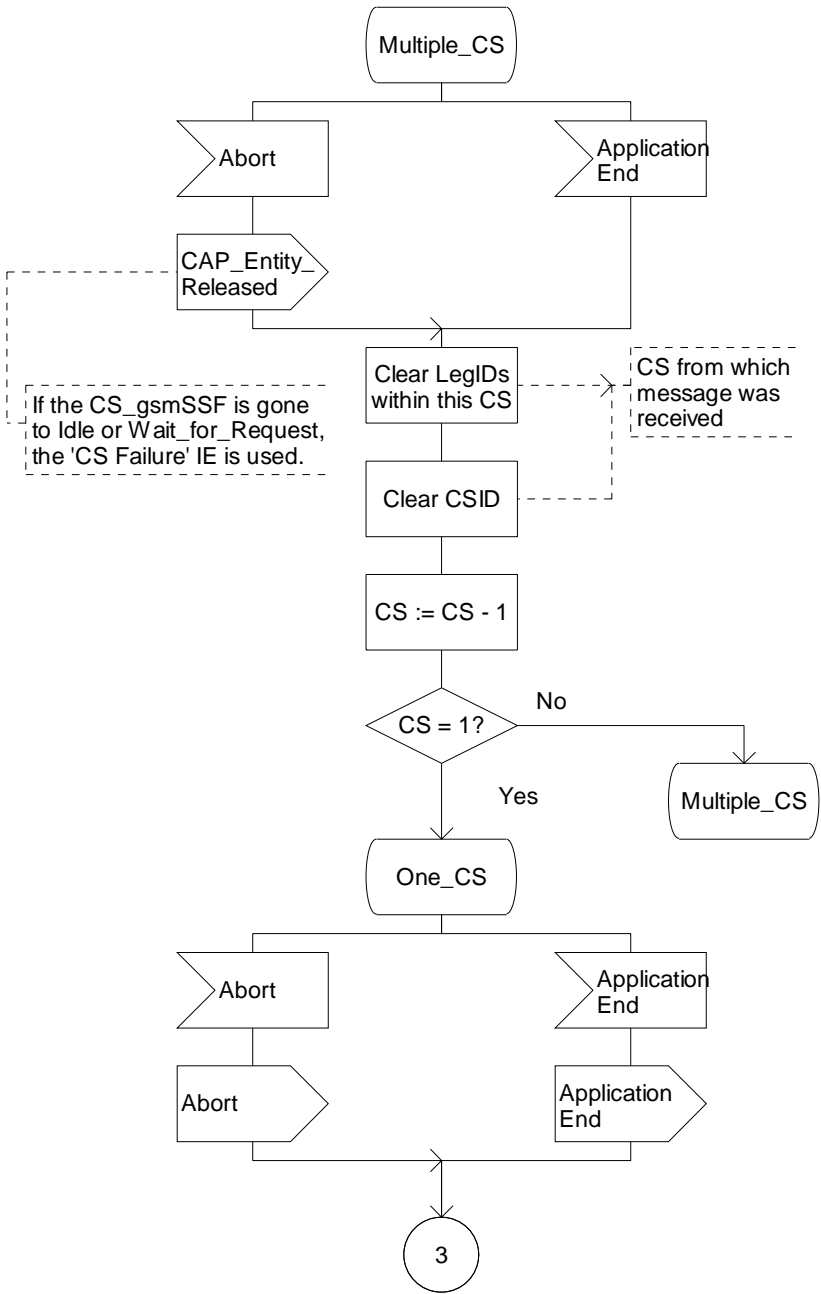 Multiple_CS
Abort
Application
End
CAP_Entity_
Released
If the CS_gsmSSF is gone
to Idle or Wait_for_Request,
the 'CS Failure' IE is used.
Clear LegIDs
within this CS
CS from which
message was
received
Clear CSID
CS := CS - 1
CS = 1?
No
Yes
Multiple_CS
One_CS
Abort
Application
End
Abort
Application
End
3